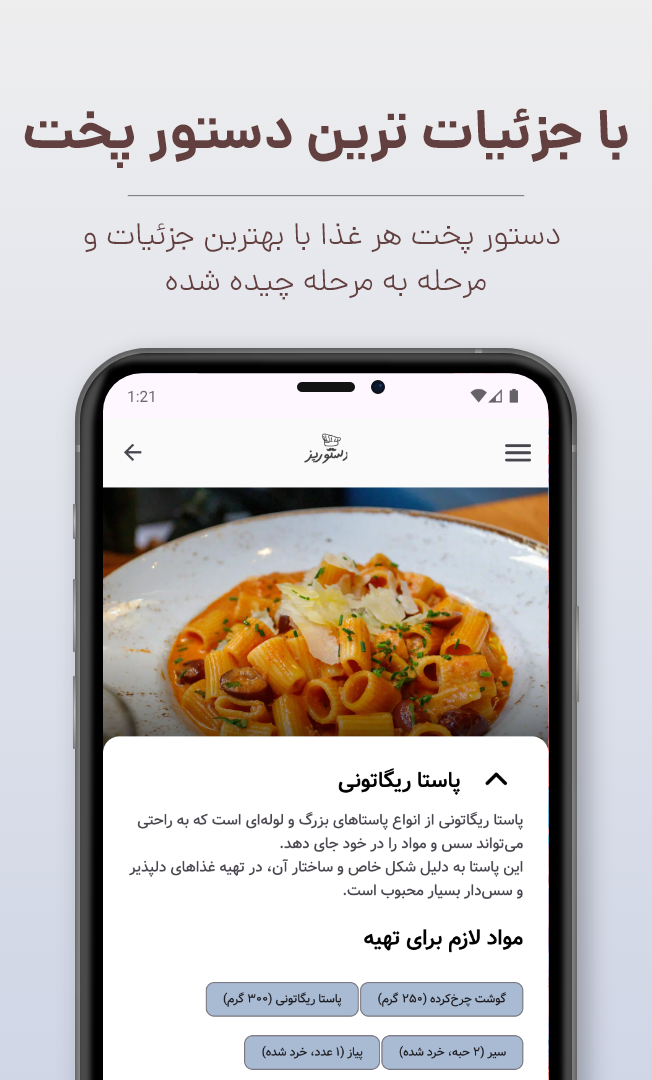 با جزئیات ترین دستور پخت
دستور پخت هر غذا با بهترین جزئیات و
مرحله به مرحله چیده شده
1:21
دستورپز
پاستا ریگاتونی
پاستا ریگاتونی از انواع پاستاهای بزرگ و لوله‌ای است که به راحتی
می‌تواند سس و مواد را در خود جای دهد.
این پاستا به دلیل شکل خاص و ساختار آن، در تهیه غذاهای دلپذیر
و سس‌دار بسیار محبوب است.
مواد لازم برای تهیه
گوشت چرخ‌کرده (۲۵۰ گرم) پاستا ریگاتونی (۳۰۰ گرم)
سیر (۲ حبه، خرد شده) پیاز (۱ عدد، خرد شده)